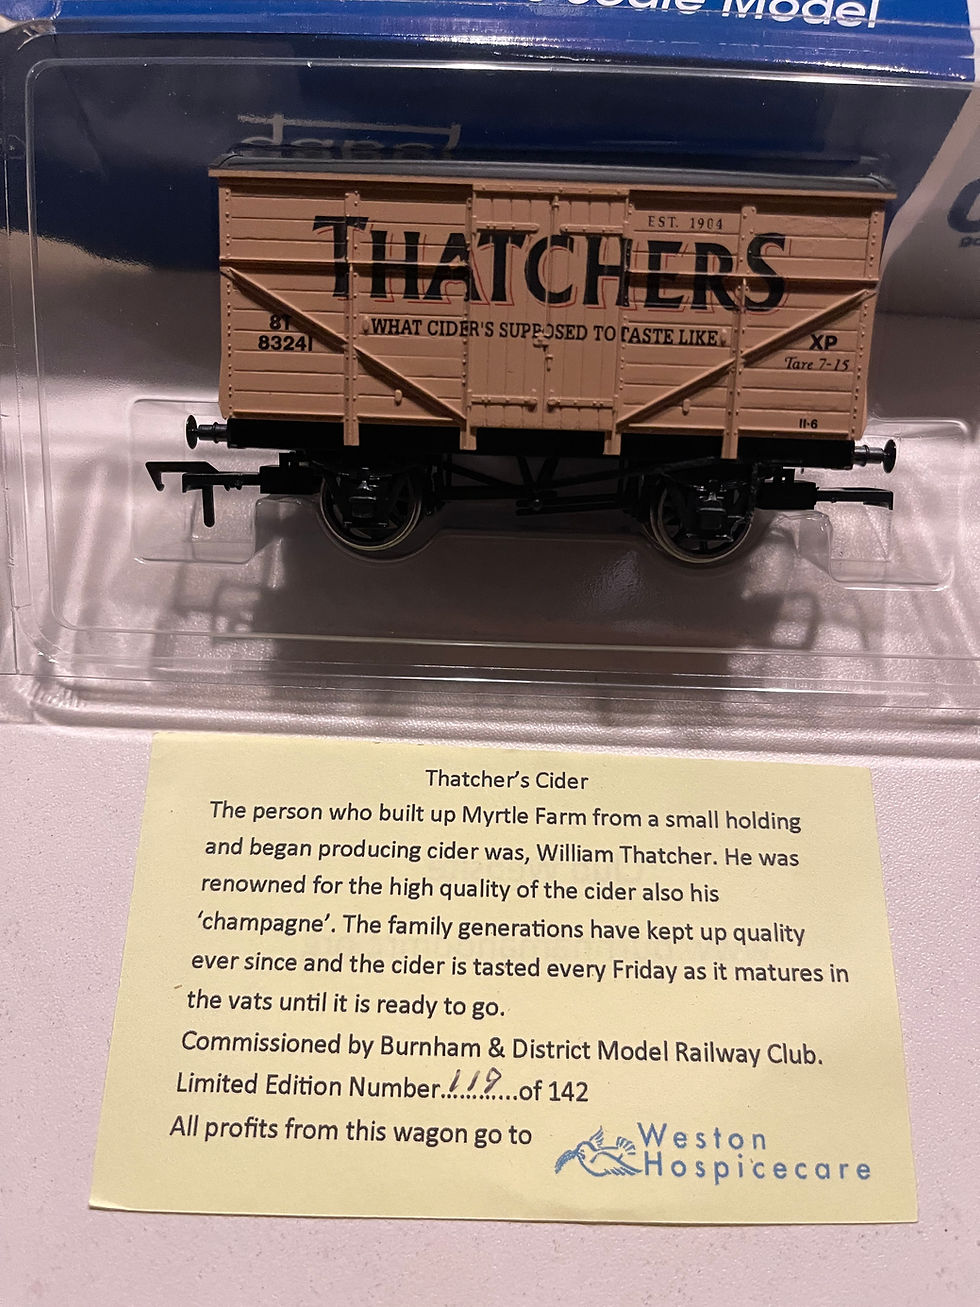 Scale Model
dapol
THATCHERS
EST. 1904
WHAT CIDER'S SUPPOSED TO TASTE LIKE
8T
83241
XP
Tare 7-15
11-6
Thatcher's Cider
The person who built up Myrtle Farm from a small holding
and began producing cider was, William Thatcher. He was
renowned for the high quality of the cider also his
'champagne'. The family generations have kept up quality
ever since and the cider is tasted every Friday as it matures in
the vats until it is ready to go.
Commissioned by Burnham & District Model Railway Club.
Limited Edition Number..119...of 142
All profits from this wagon go to
Weston
Hospicecare